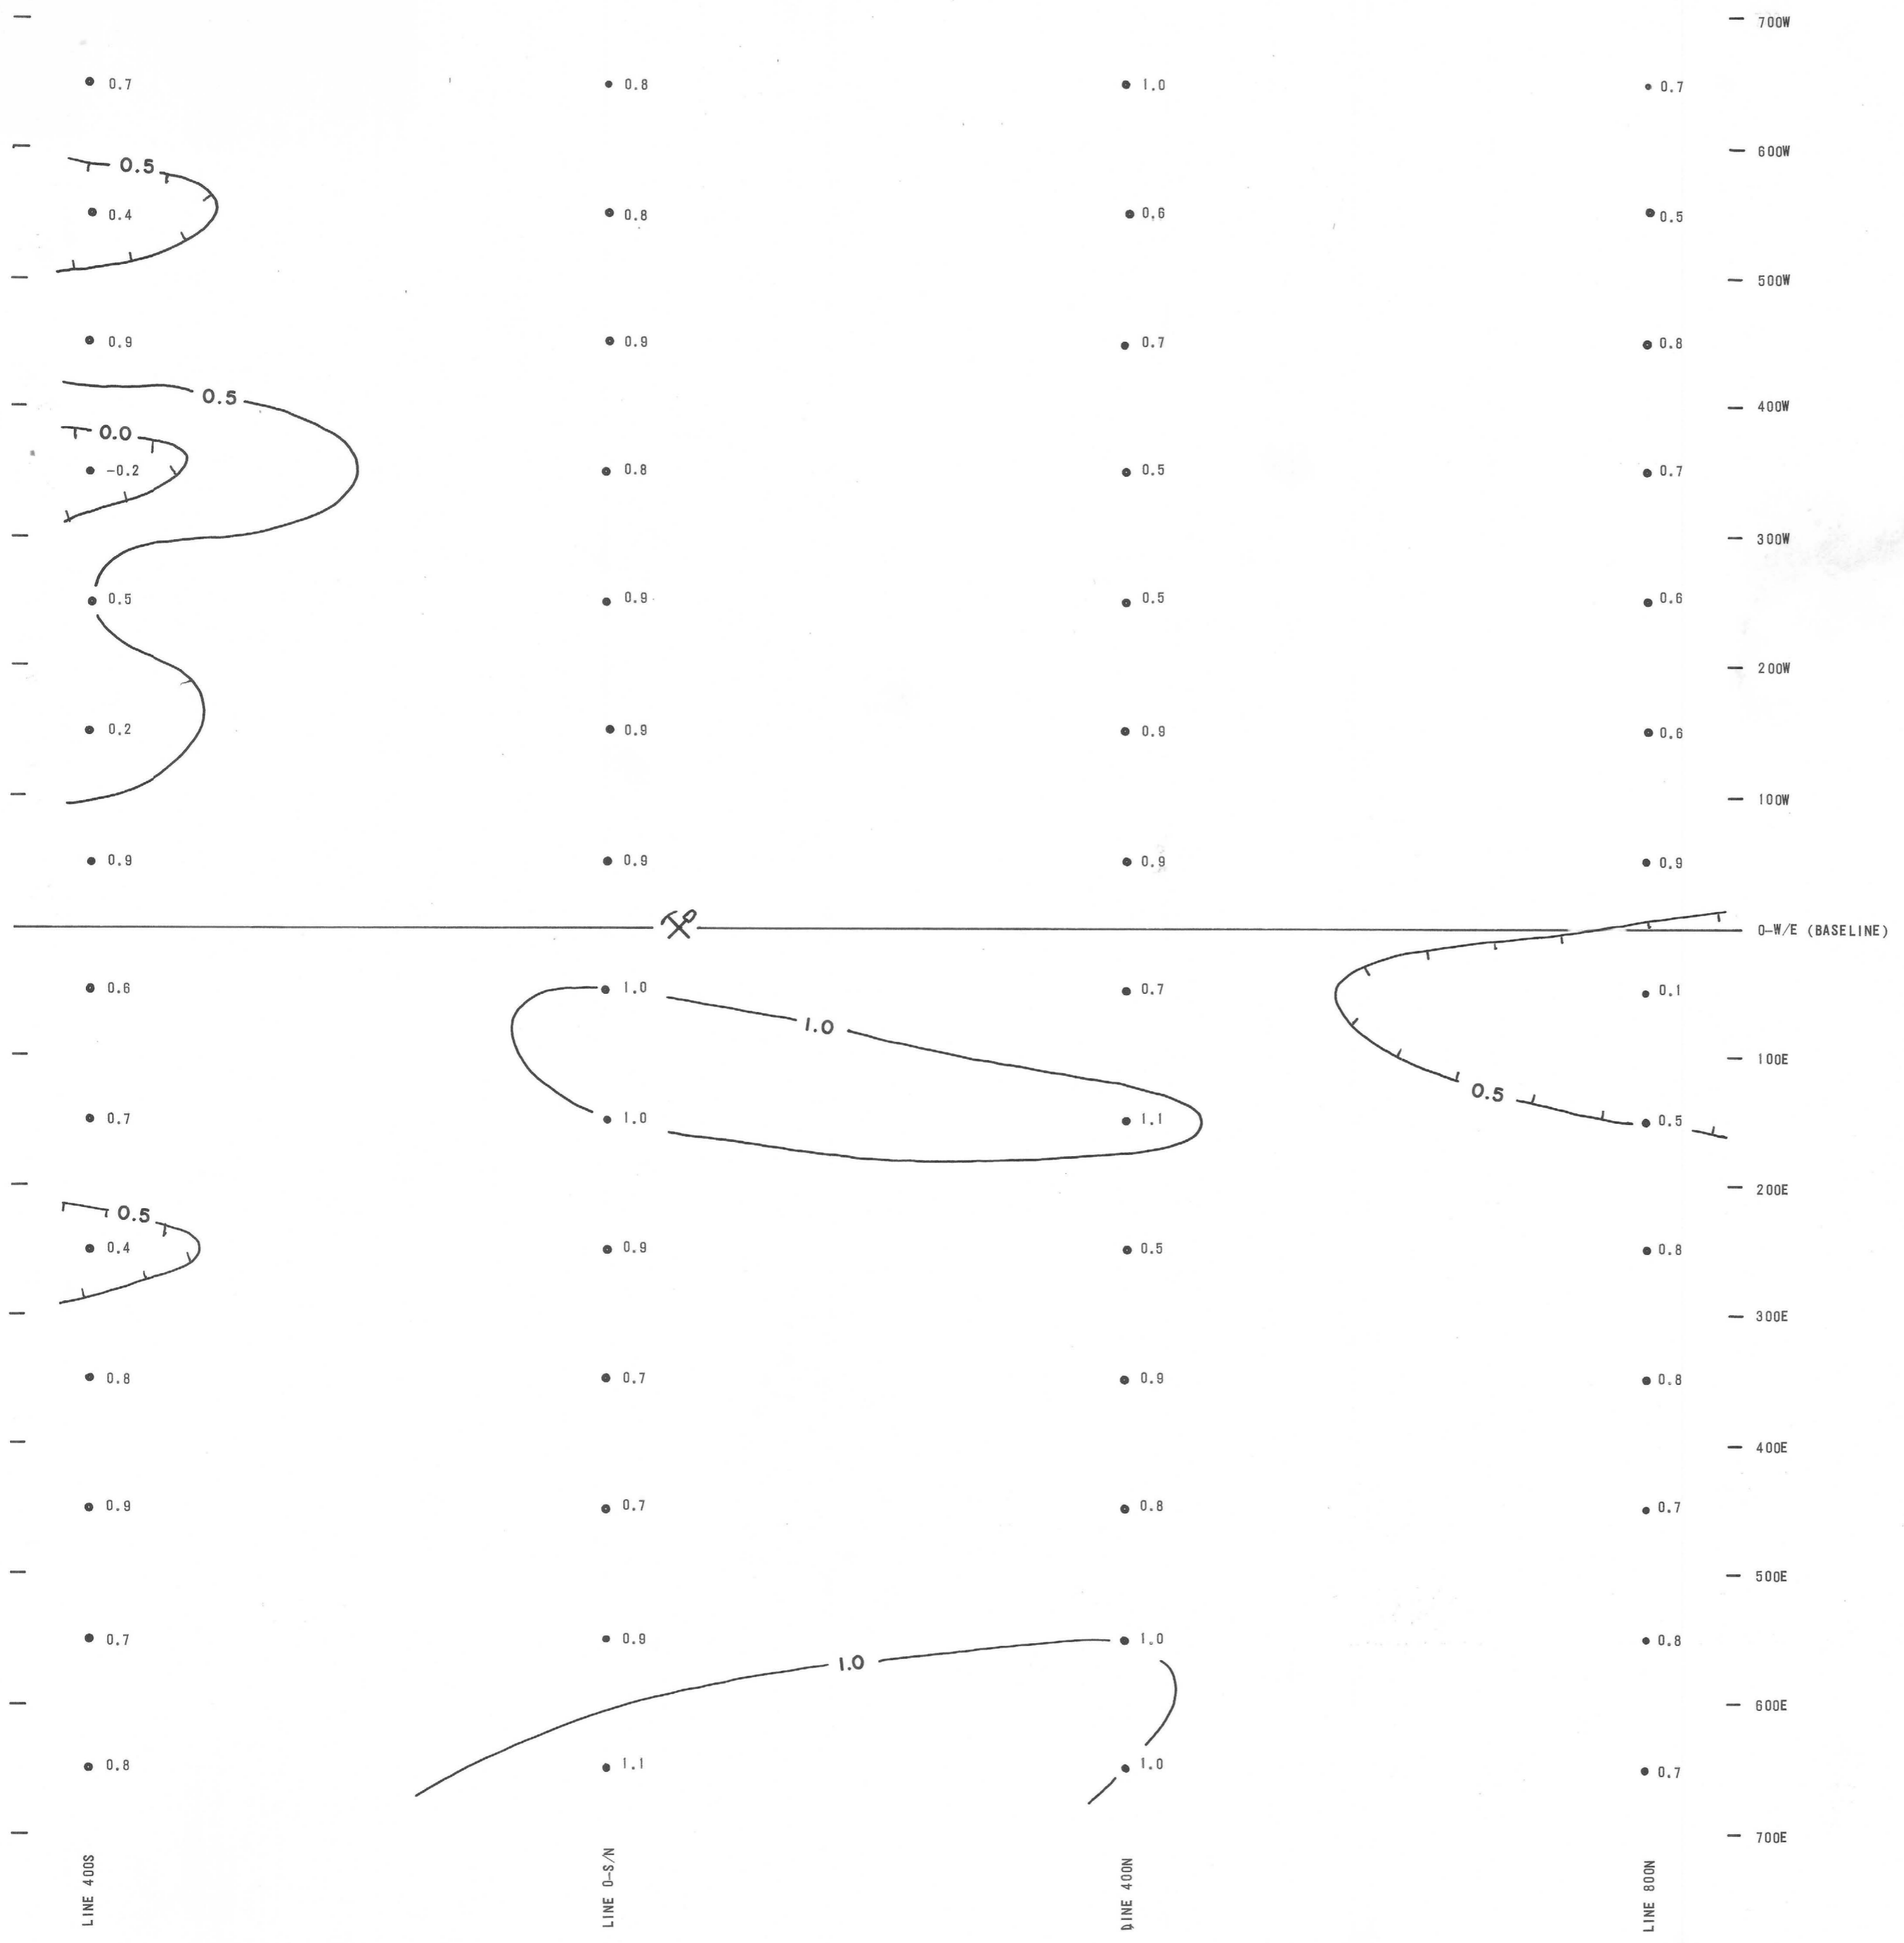 700W
0.7 0.8 1.0 0.7
600W
0.5
0.4 0.8 0.6 0.5
500W
0.9 0.9 0.7 0.8
0.5 400W
0.0
-0.2 0.8 0.5 0.7
300W
0.5 0.9 0.5 0.6
200W
0.2 0.9 0.9 0.6
100W
0.9 0.9 0.9 0.9
0-W/E (BASELINE)
0.6 1.0 0.7 0.1
1.0
100E
0.5
0.7 1.0 1.1 0.5
200E
0.5
0.4 0.9 0.5 0.8
300E
0.8 0.7 0.9 0.8
400E
0.9 0.7 0.8 0.7
500E
0.7 0.9 1.0 0.8
1.0
600E
0.8 1.1 1.0 0.7
700E
LINE 400S
LINE 0-S/N
LINE 400N
LINE 800N